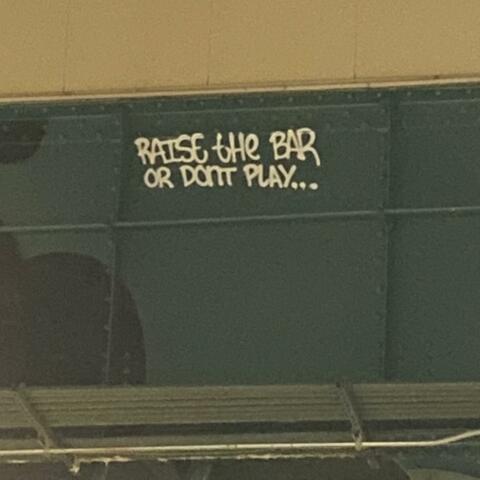 RAISE tHe BAR
OR DONT PLAY...